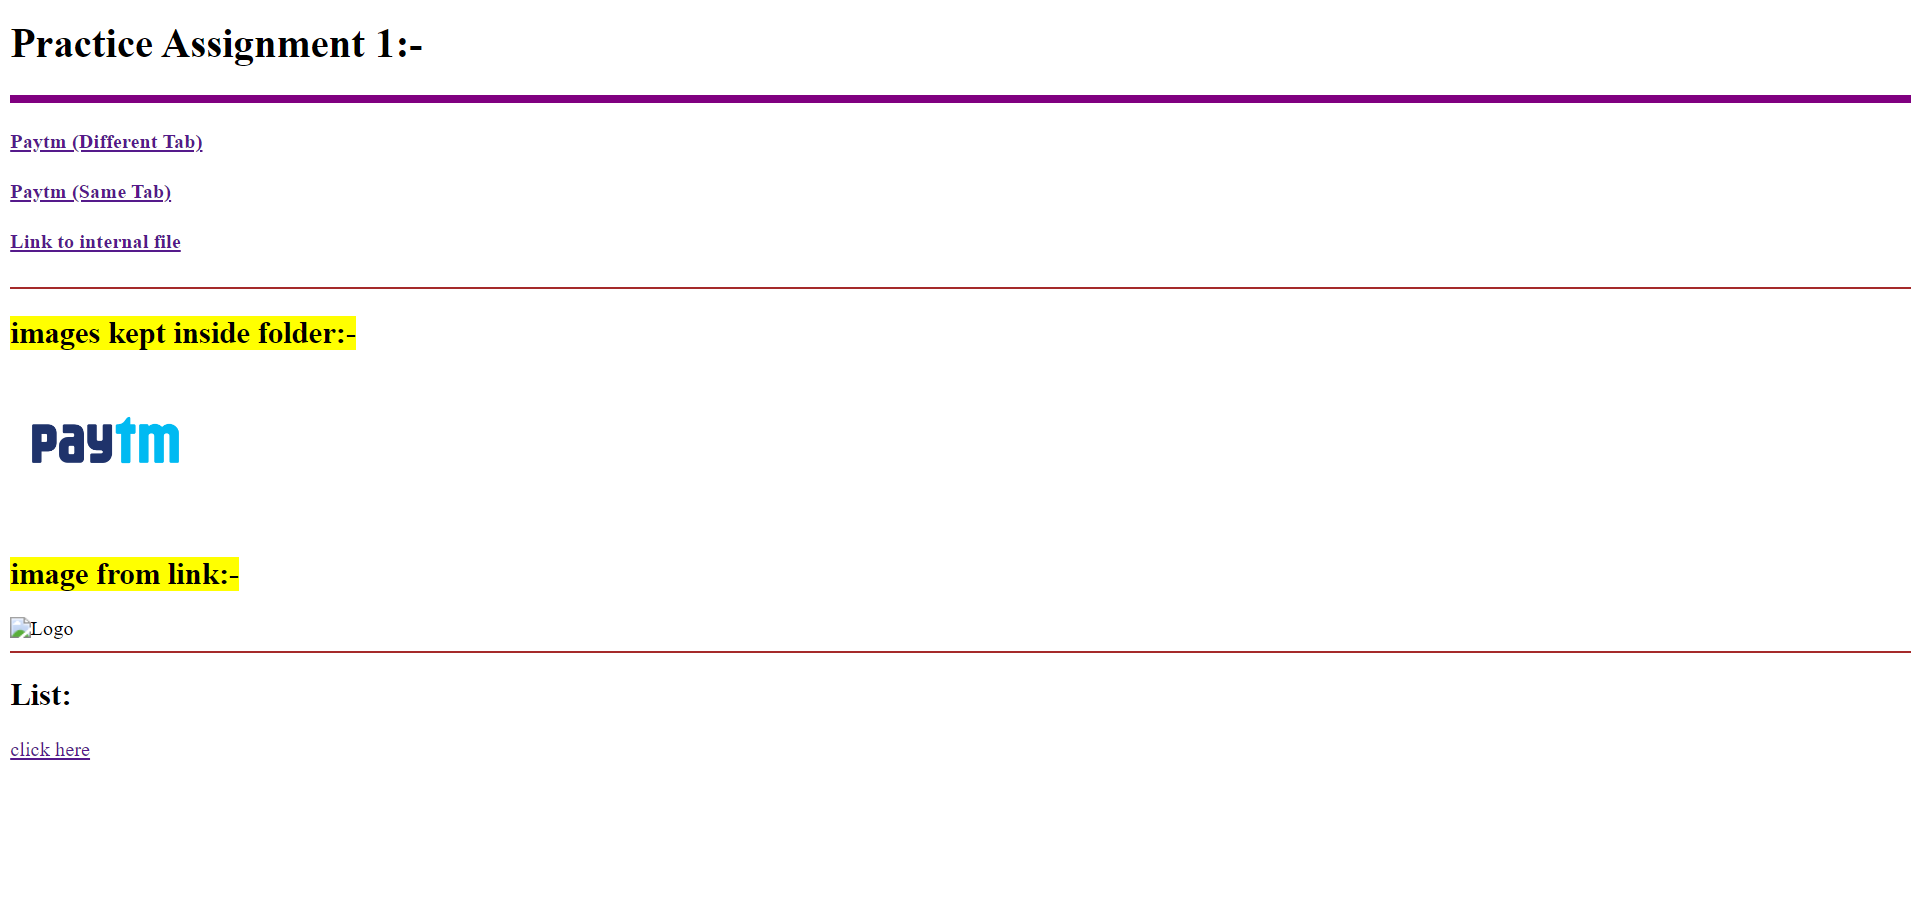 Practice Assignment 1:-
Paytm (Different Tab)
Paytm (Same Tab)
Link to internal file
images kept inside folder:-
paytm
image from link:-
Logo
List:
click here